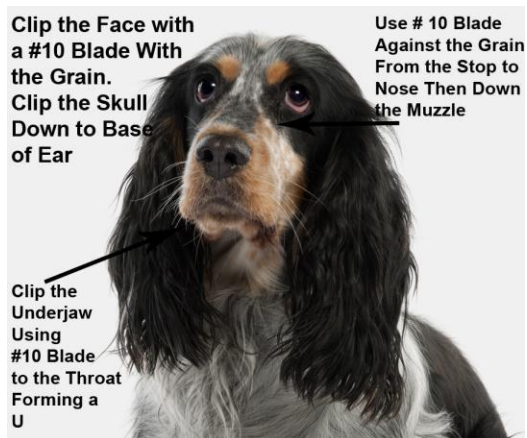 Clip the Face with
a #10 Blade With
the Grain.
Clip the Skull
Down to Base
of Ear
Use # 10 Blade
Against the Grain
From the Stop to
Nose Then Down
the Muzzle
Clip the
Underjaw
Using
#10 Blade
to the Throat
Forming a
U